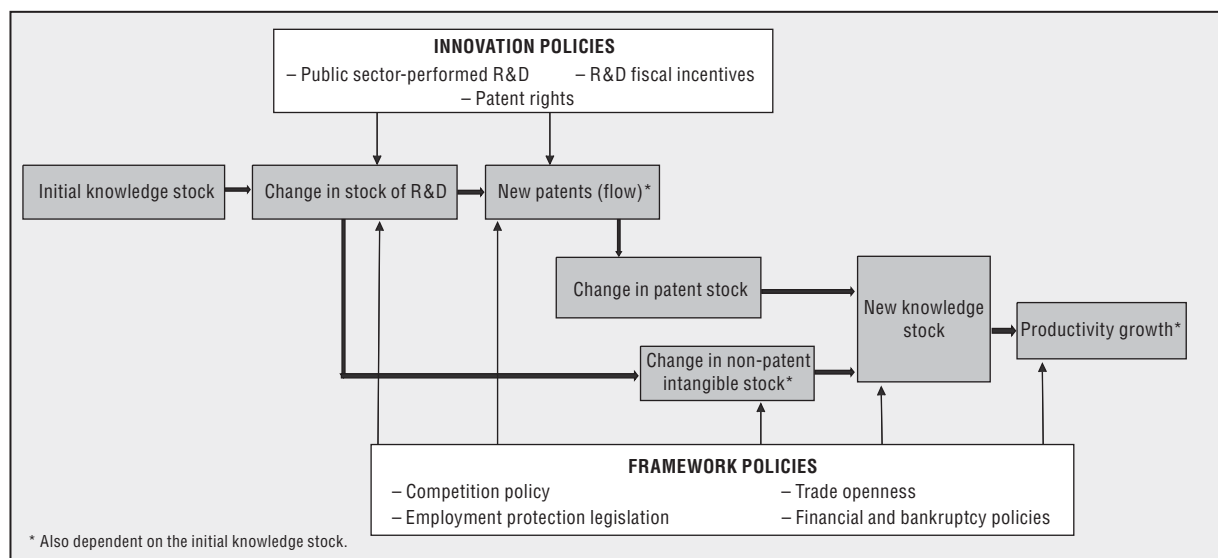 INNOVATION POLICIES
– Public sector-performed R&D – R&D fiscal incentives
– Patent rights
Initial knowledge stock
Change in stock of R&D
New patents (flow)*
Change in patent stock
New knowledge
stock
Productivity growth*
Change in non-patent
intangible stock*
FRAMEWORK POLICIES
– Competition policy – Trade openness
– Employment protection legislation – Financial and bankruptcy policies
* Also dependent on the initial knowledge stock.